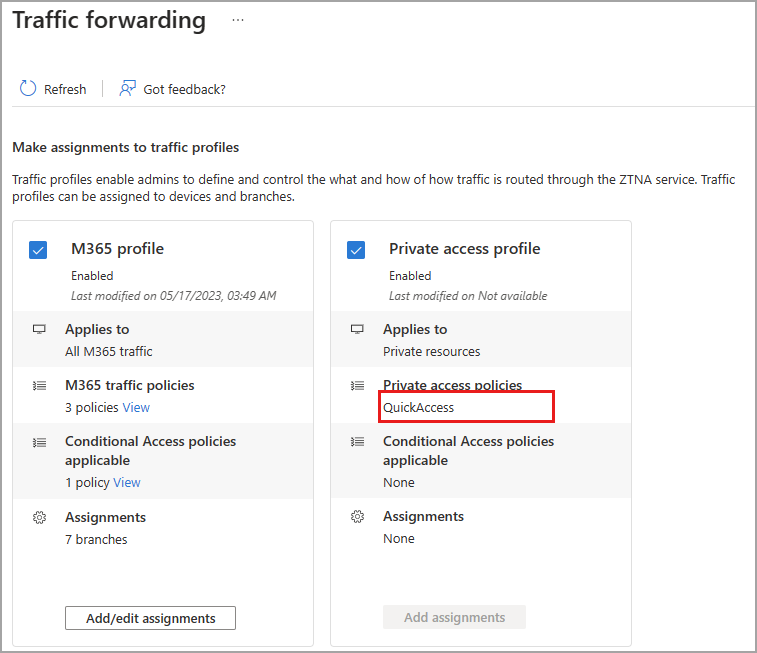 Traffic forwarding ...
Refresh
Got feedback?
Make assignments to traffic profiles
Traffic profiles enable admins to define and control the what and how of how traffic is routed through the ZTNA service. Traffic
profiles can be assigned to devices and branches.
M365 profile
Enabled
Last modified on 05/17/2023, 03:49 AM
Applies to
All M365 traffic
M365 traffic policies
3 policies View
Conditional Access policies
applicable
1 policy View
Assignments
7 branches
Add/edit assignments
Private access profile
Enabled
Last modified on Not available
Applies to
Private resources
Private access policies
QuickAccess
Conditional Access policies
applicable
None
Assignments
None
Add assignments